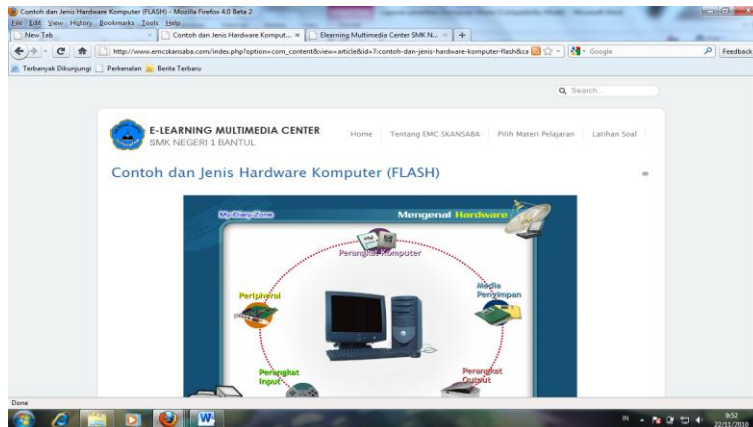 Contoh dan Jenis Hardware Komputer (FLASH) - Mozilla Firefox 4.0 Beta 2
File Edit View History Bookmarks Tools Help
New Tab
Contoh dan Jenis Hardware Komput...
Elearning Multimedia Center SMK N...
http://www.emcskansaba.com/index.php?option=com_content&view=article&id=7:contoh-dan-jenis-hardware-komputer-flash&ca
Google
Feedback
Terbanyak Dikunjungi Perkenalan Berita Terbaru
Search...
E-LEARNING MULTIMEDIA CENTER
SMK NEGERI 1 BANTUL
Home Tentang EMC SKANSABA Pilih Materi Pelajaran Latihan Soal
Contoh dan Jenis Hardware Komputer (FLASH)
My Diary Zone
Mengenal Hardware
Perangkat Komputer
Peripheral
Media
Penyimpan
Perangkat
Input
Perangkat
Output
Done
IN
9:52
22/11/2010